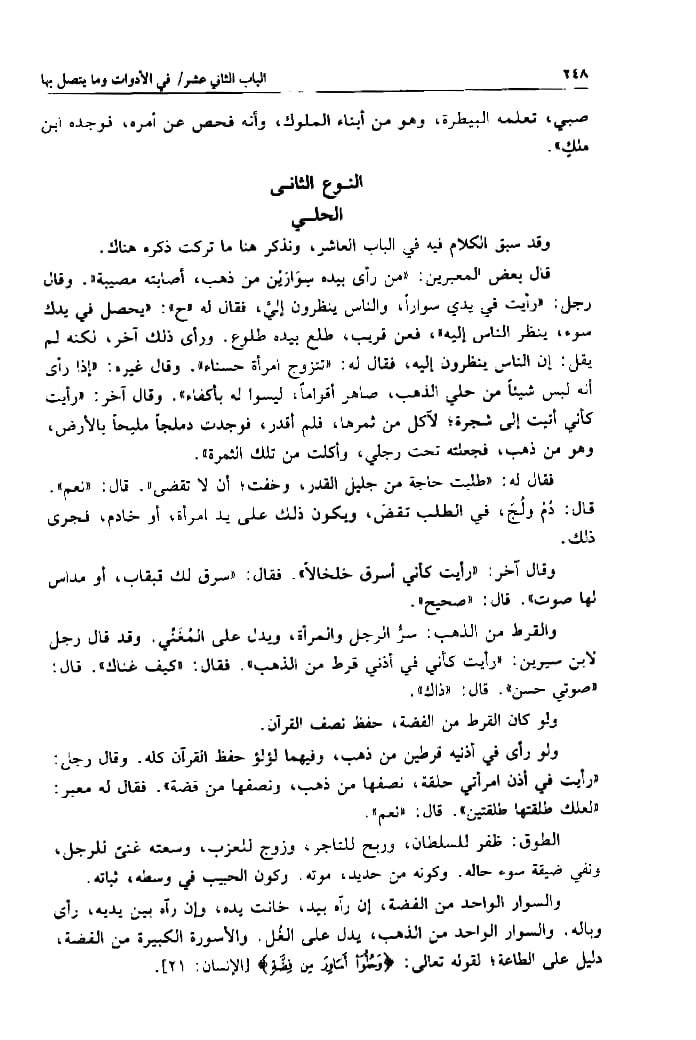 ٢٤٨
الباب الثاني عشر/ في الأدوات وما يتصل بها
صبي، تعلمه البيطرة، وهو من أبناء الملوك، وأنه فحص عن أمره، فوجده ابن
ملكٍ».
النوع الثانى
الحلي
وقد سبق الكلام فيه في الباب العاشر، ونذكر هنا ما تركت ذكره هناك.
قال بعض المعبرين: «من رأى بيده سِوَارَيْن من ذهب، أصابته مصيبة». وقال
رجل: «رأيت في يدي سواراً، والناس ينظرون إليَّ، فقال له «ح»: «يحصل في يدك
سوء، ينظر الناس إليه»، فعن قريب، طلع بيده طلوع. ورأى ذلك آخر، لكنه لم
يقل: إن الناس ينظرون إليه، فقال له: «تتزوج امرأة حسناء». وقال غيره: «إذا رأى
أنه لبس شيئاً من حلي الذهب، صاهر أقواماً، ليسوا له بأكفاء». وقال آخر: «رأيت
كأني أتيت إلى شجرة؛ لآكل من ثمرها، فلم أقدر، فوجدت دملجاً مليحاً بالأرض،
وهو من ذهب، فجعلته تحت رجلي، وأكلت من تلك الثمرة».
فقال له: «طلبت حاجة من جليل القدر، وخفت؛ أن لا تقضى». قال: «نعم».
قال: دُمْ ولُجَ، في الطلب تقضَ، ويكون ذلك على يد امرأة، أو خادم، فجرى
ذلك.
وقال آخر: «رأيت كأني أسرق خلخالاً». فقال: «سرق لك قبقاب، أو مداس
لها صوت». قال: «صحيح».
والقرط من الذهب: سرُّ الرجل والمرأة، ويدل على المُغَنّي. وقد قال رجل
لابن سيرين: «رأيت كأني في أذني قرط من الذهب». فقال: «كيف غناك». قال:
«صوتي حسن». قال: «ذاك».
ولو كان القرط من الفضة، حفظ نصف القرآن.
ولو رأى في أذنيه قرطين من ذهب، وفيهما لؤلؤ حفظ القرآن كله. وقال رجل:
«رأيت في أذن امرأتي حلقة، نصفها من ذهب، ونصفها من فضة». فقال له معبر:
«لعلك طلقتها طلقتين». قال: «نعم».
الطوق: ظفر للسلطان، وربح للتاجر، وزوج للعزب، وسعته غنىً للرجل،
ونفي ضيقة سوء حاله. وكونه من حديد، موته. وكون الحبيب في وسطه، ثباته.
والسوار الواحد من الفضة، إن رآه بيد، خانت يده، وإن رآه بين يديه، رأى
وباله. والسوار الواحد من الذهب، يدل على الغُل. والأسورة الكبيرة من الفضة،
دليل على الطاعة؛ لقوله تعالى: ﴿وَحُلُّوٓا۟ أَسَاوِرَ مِن فِضَّةٍ﴾ [الإنسان: ٢١].